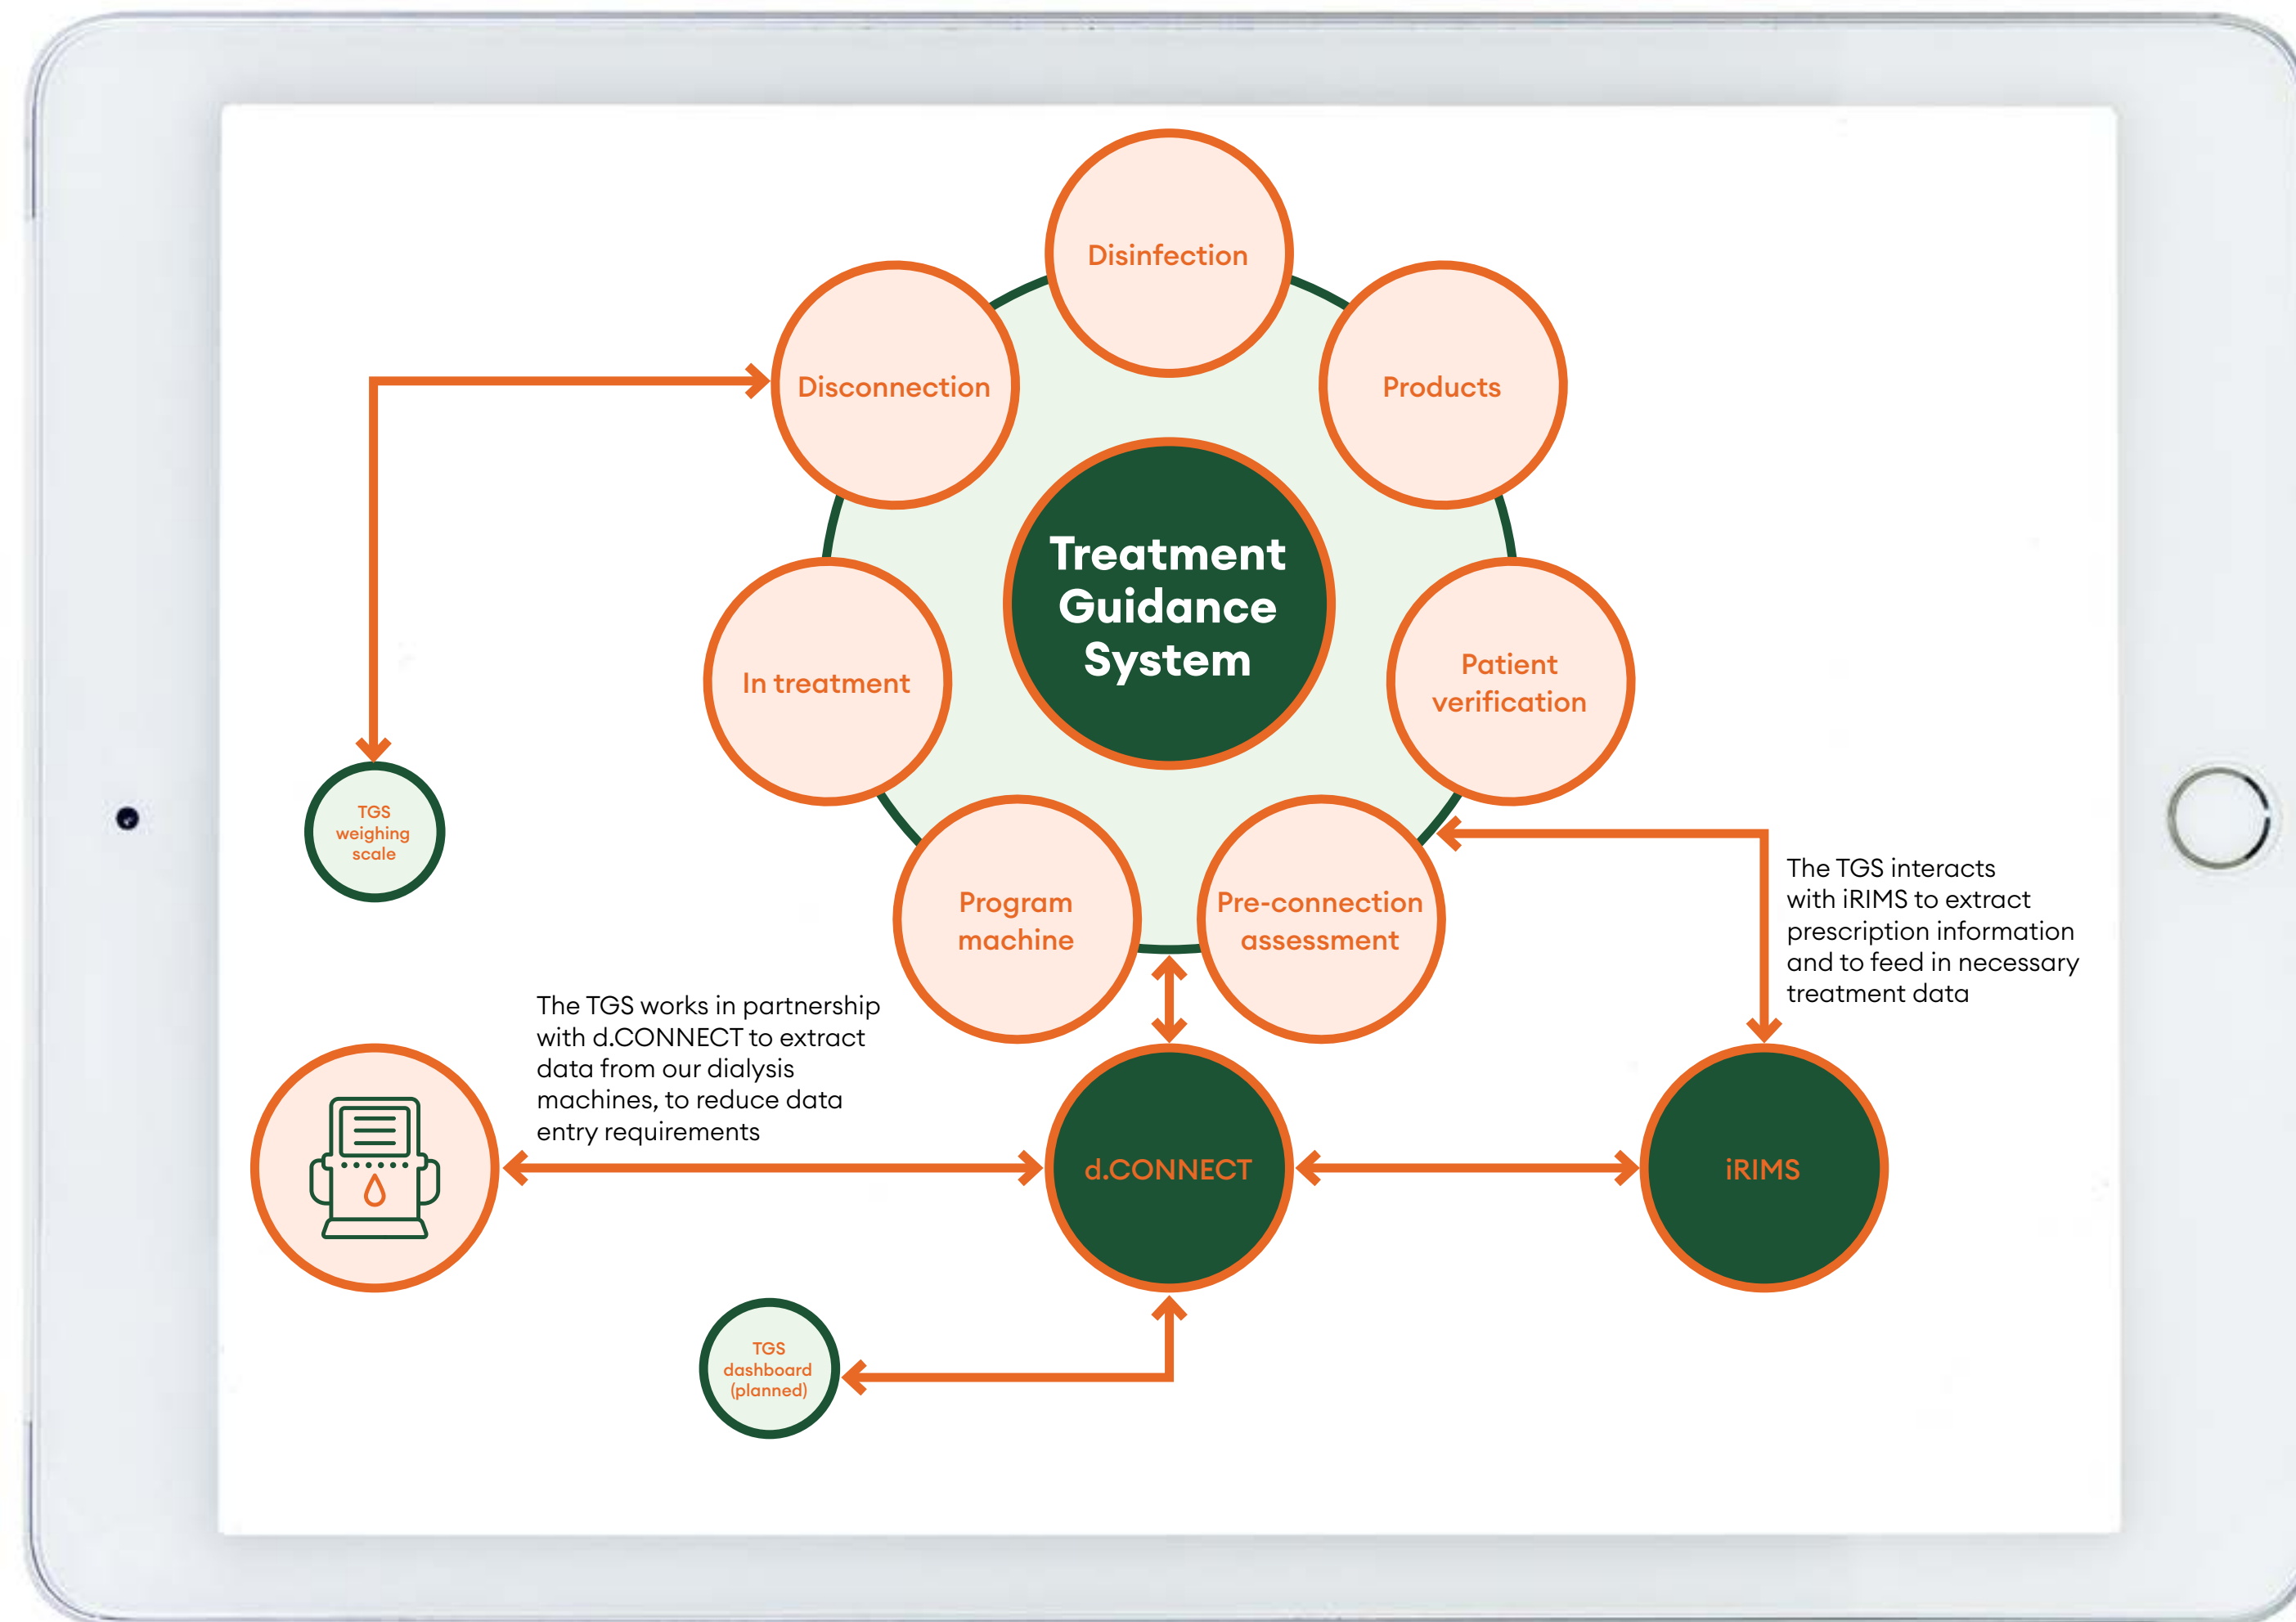 Disinfection
Disconnection
Products
Treatment
Guidance
System
In treatment
Patient
verification
TGS
weighing
scale
Program
machine
Pre-connection
assessment
The TGS interacts
with iRIMS to extract
prescription information
and to feed in necessary
treatment data
The TGS works in partnership
with d.CONNECT to extract
data from our dialysis
machines, to reduce data
entry requirements
d.CONNECT
iRIMS
TGS
dashboard
(planned)